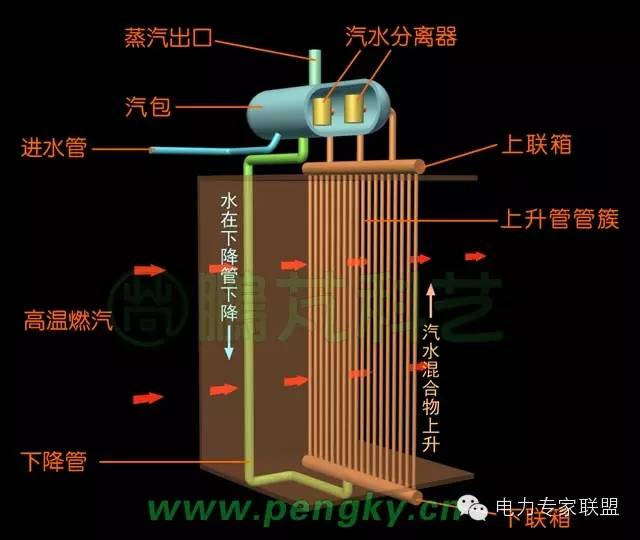 蒸汽出口
汽水分离器
汽包
进水管
上联箱
上升管管簇
水在下降管下降
高温燃汽
汽水混合物上升
下降管
下联箱
鹏芃科艺
www.pengky.cn
电力专家联盟